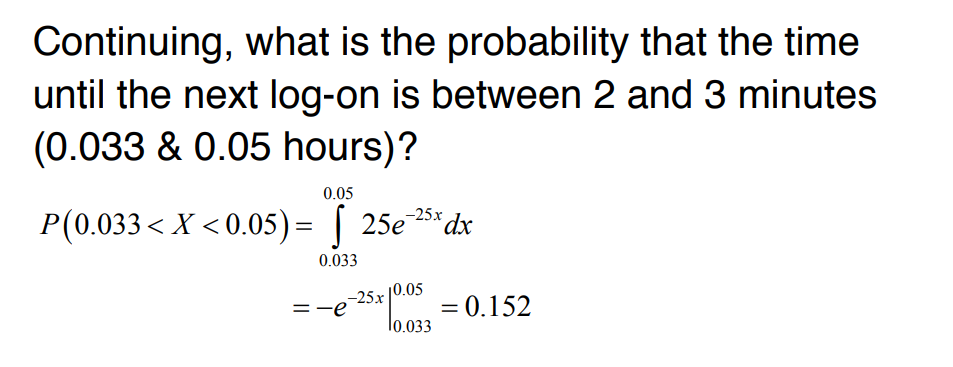 Continuing, what is the probability that the time
until the next log-on is between 2 and 3 minutes
(0.033 & 0.05 hours)?
P(0.033 < X < 0.05) = ∫_{0.033}^{0.05} 25e^{-25x} dx
= -e^{-25x} |_{0.033}^{0.05} = 0.152